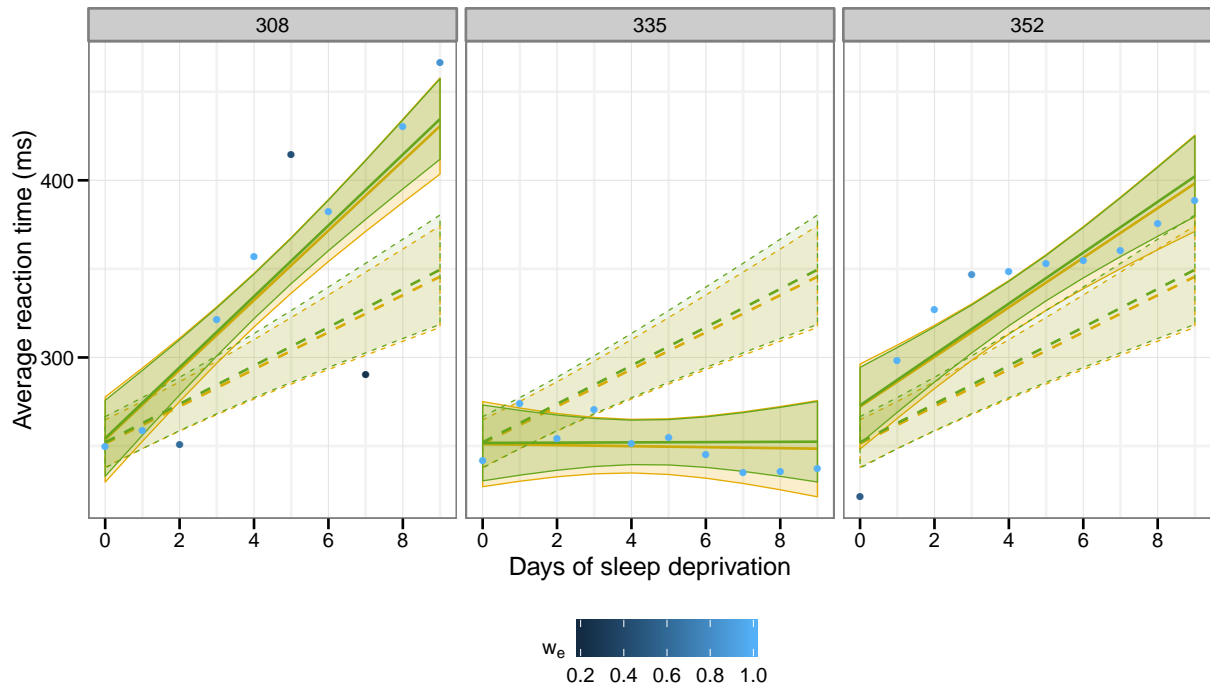 308 335 352
Average reaction time (ms)
400
300
0 2 4 6 8 0 2 4 6 8 0 2 4 6 8
Days of sleep deprivation
w_e
0.2 0.4 0.6 0.8 1.0